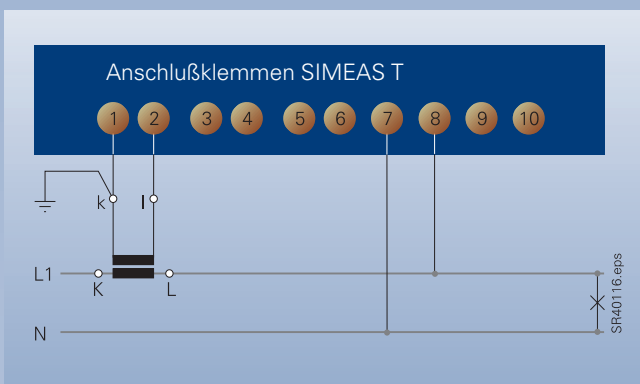 Anschlußklemmen SIMEAS T
1 2 3 4 5 6 7 8 9 10
k l
L1
K L
N
SR40116.eps